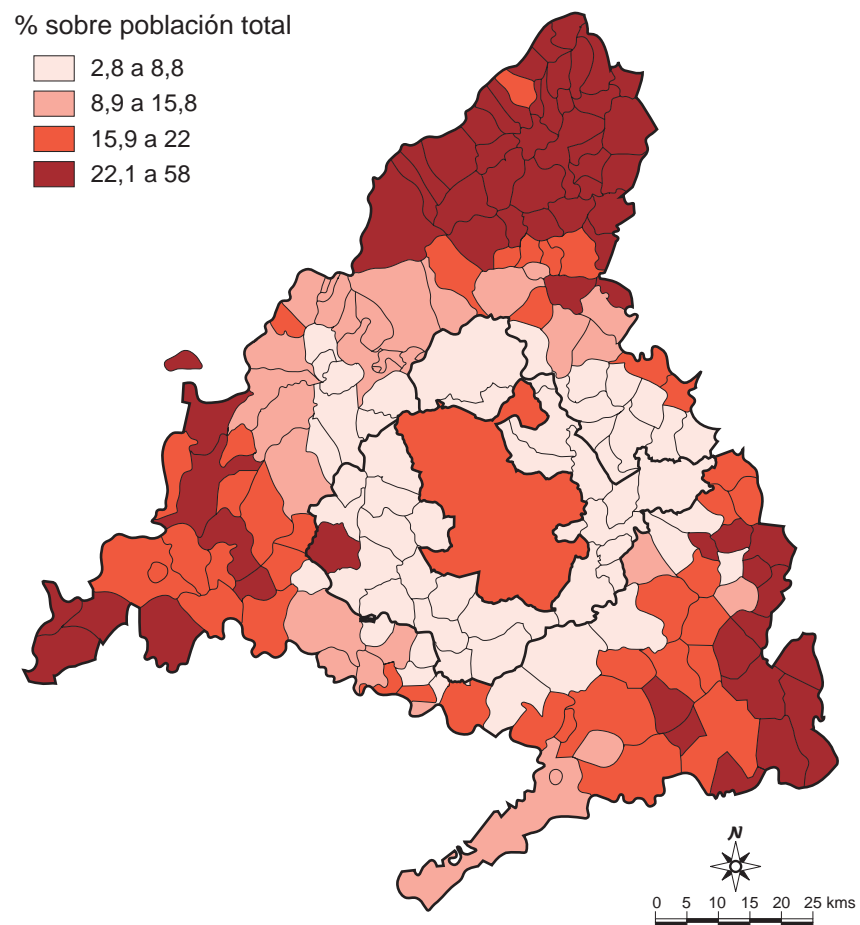 % sobre población total
2,8 a 8,8
8,9 a 15,8
15,9 a 22
22,1 a 58
N
0 5 10 15 20 25 kms